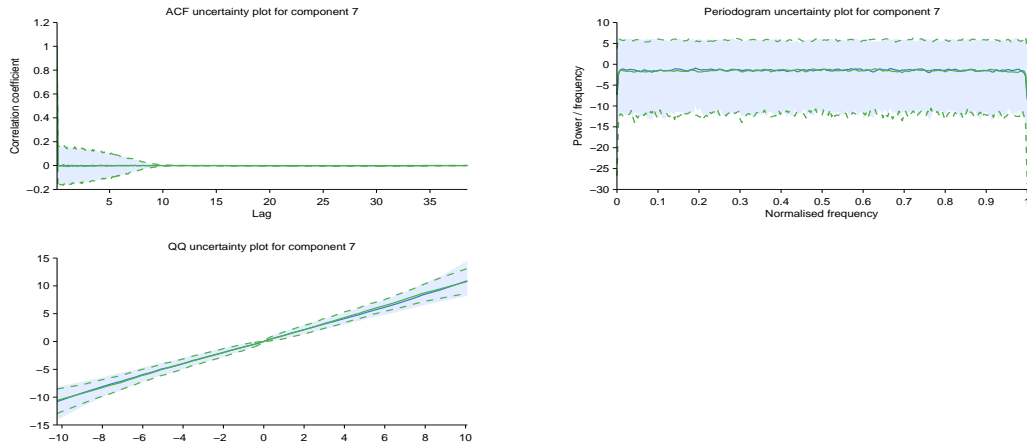 ACF uncertainty plot for component 7
1.2
1
0.8
0.6
0.4
0.2
0
−0.2
Correlation coefficient
5 10 15 20 25 30 35
Lag
Periodogram uncertainty plot for component 7
10
5
0
−5
−10
−15
−20
−25
−30
Power / frequency
0 0.1 0.2 0.3 0.4 0.5 0.6 0.7 0.8 0.9 1
Normalised frequency
QQ uncertainty plot for component 7
15
10
5
0
−5
−10
−15
−10 −8 −6 −4 −2 0 2 4 6 8 10